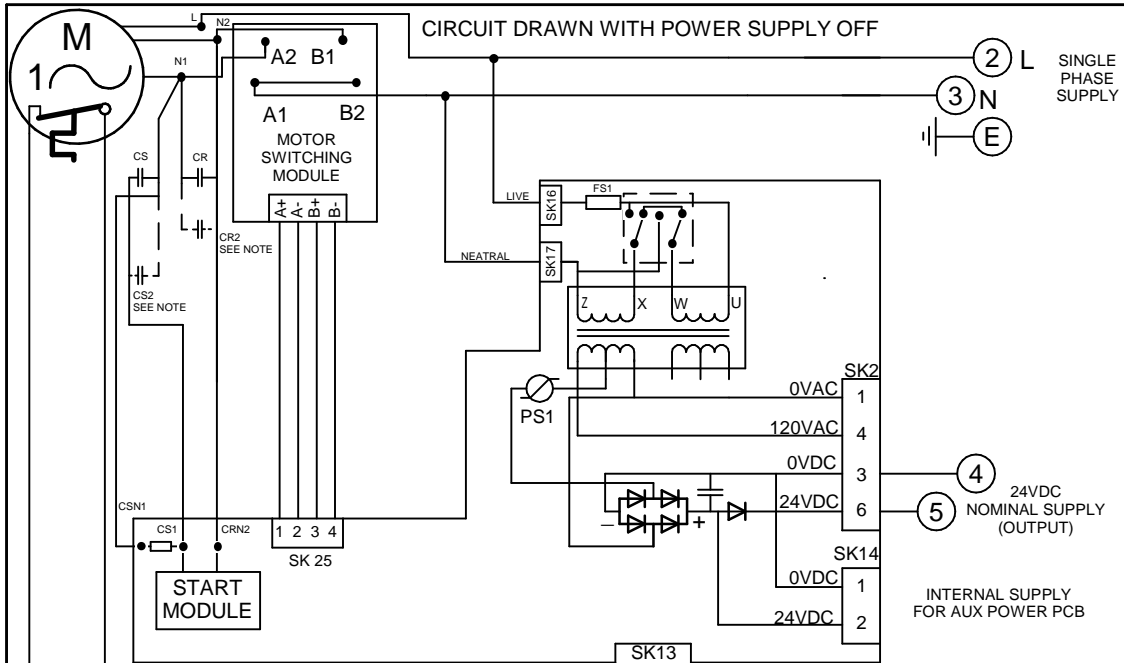 CIRCUIT DRAWN WITH POWER SUPPLY OFF
L
N2
M
1
N1
A2 B1
A1 B2
MOTOR
SWITCHING
MODULE
A+ A- B+ B-
2 L
3 N
E
SINGLE
PHASE
SUPPLY
CS
CR
CR2
SEE NOTE
CS2
SEE NOTE
LIVE
SK16
FS1
NEATRAL
SK17
Z X W U
PS1
SK2
0VAC 1
120VAC 4
0VDC 3
24VDC 6
4
5
24VDC
NOMINAL SUPPLY
(OUTPUT)
– +
CSN1
CS1
CRN2
1 2 3 4
SK 25
START
MODULE
SK14
0VDC 1
24VDC 2
INTERNAL SUPPLY
FOR AUX POWER PCB
SK13